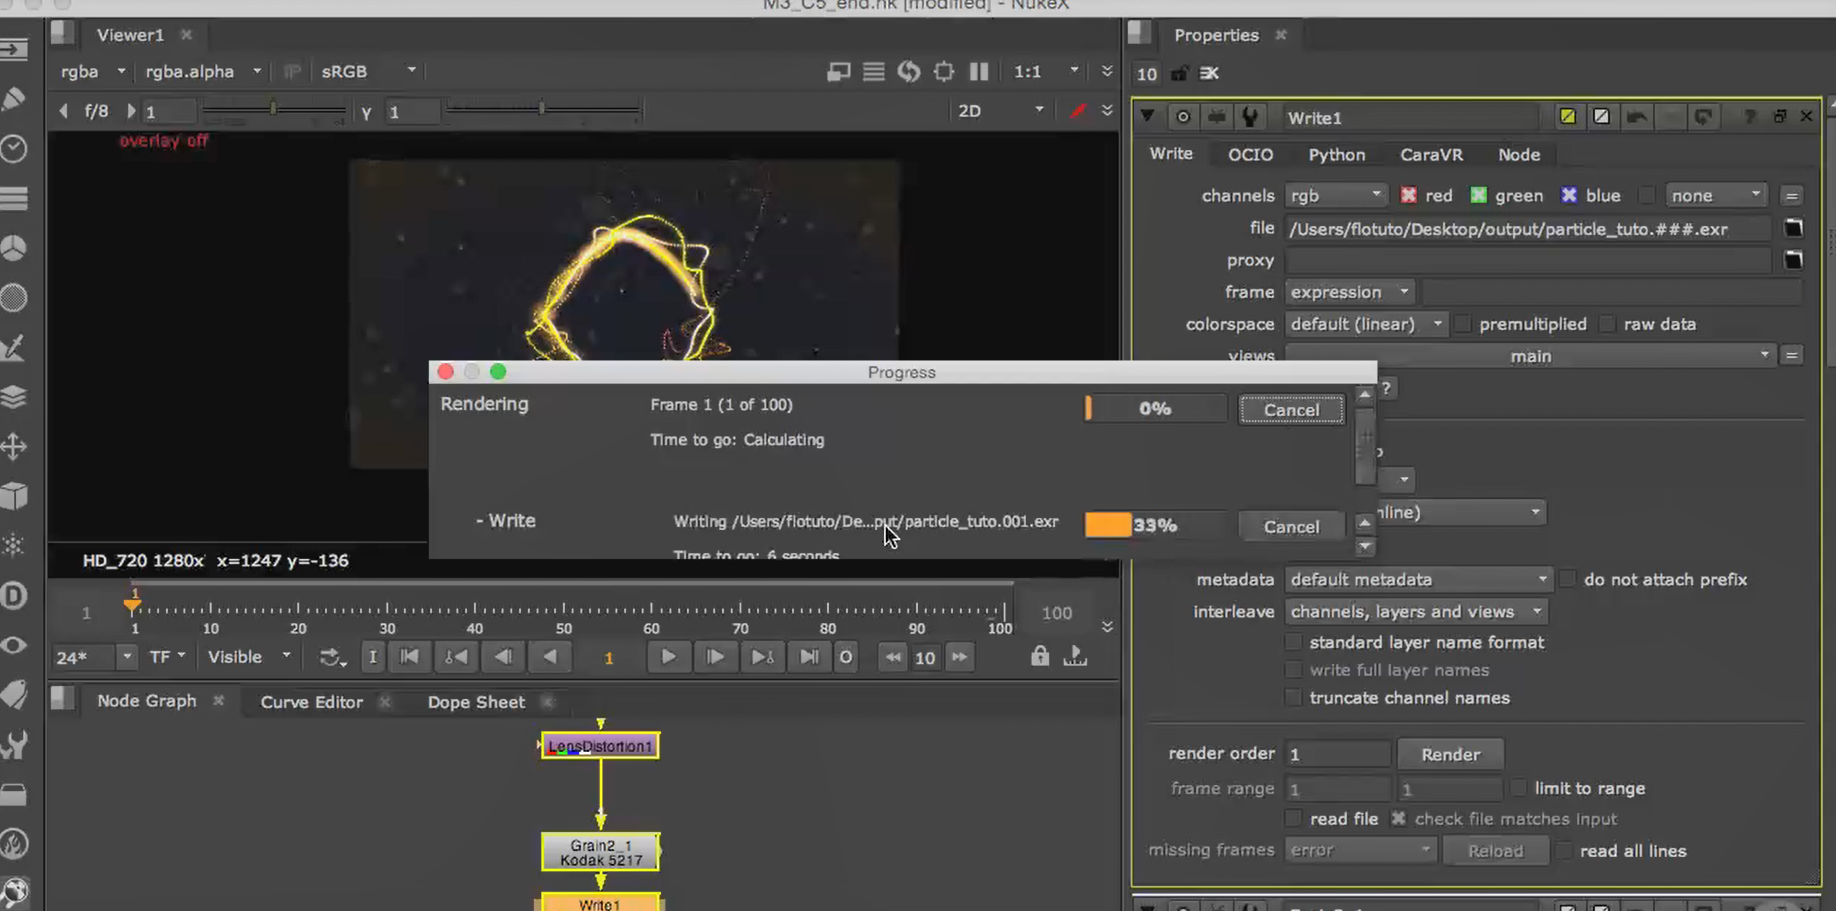 M3_C5_end.nk [modified] - NukeX
Viewer1
rgba rgba.alpha IP sRGB 1:1
f/8 1 γ 1 2D
overlay off
HD_720 1280x x=1247 y=-136
1
1 1 10 20 30 40 50 60 70 80 90 100 100
24* TF Visible I 1 O 10
Node Graph Curve Editor Dope Sheet
LensDistortion1
Grain2_1
Kodak 5217
Write1
Progress
Rendering Frame 1 (1 of 100) 0% Cancel
Time to go: Calculating
- Write Writing /Users/flotuto/De...put/particle_tuto.001.exr 33% Cancel
Time to go: 6 seconds
Properties
10
Write1 ?
Write OCIO Python CaraVR Node
channels rgb red green blue none =
file /Users/flotuto/Desktop/output/particle_tuto.###.exr
proxy
frame expression
colorspace default (linear) premultiplied raw data
views main =
?
metadata default metadata do not attach prefix
interleave channels, layers and views
standard layer name format
write full layer names
truncate channel names
render order 1 Render
frame range 1 1 limit to range
read file check file matches input
missing frames error Reload read all lines